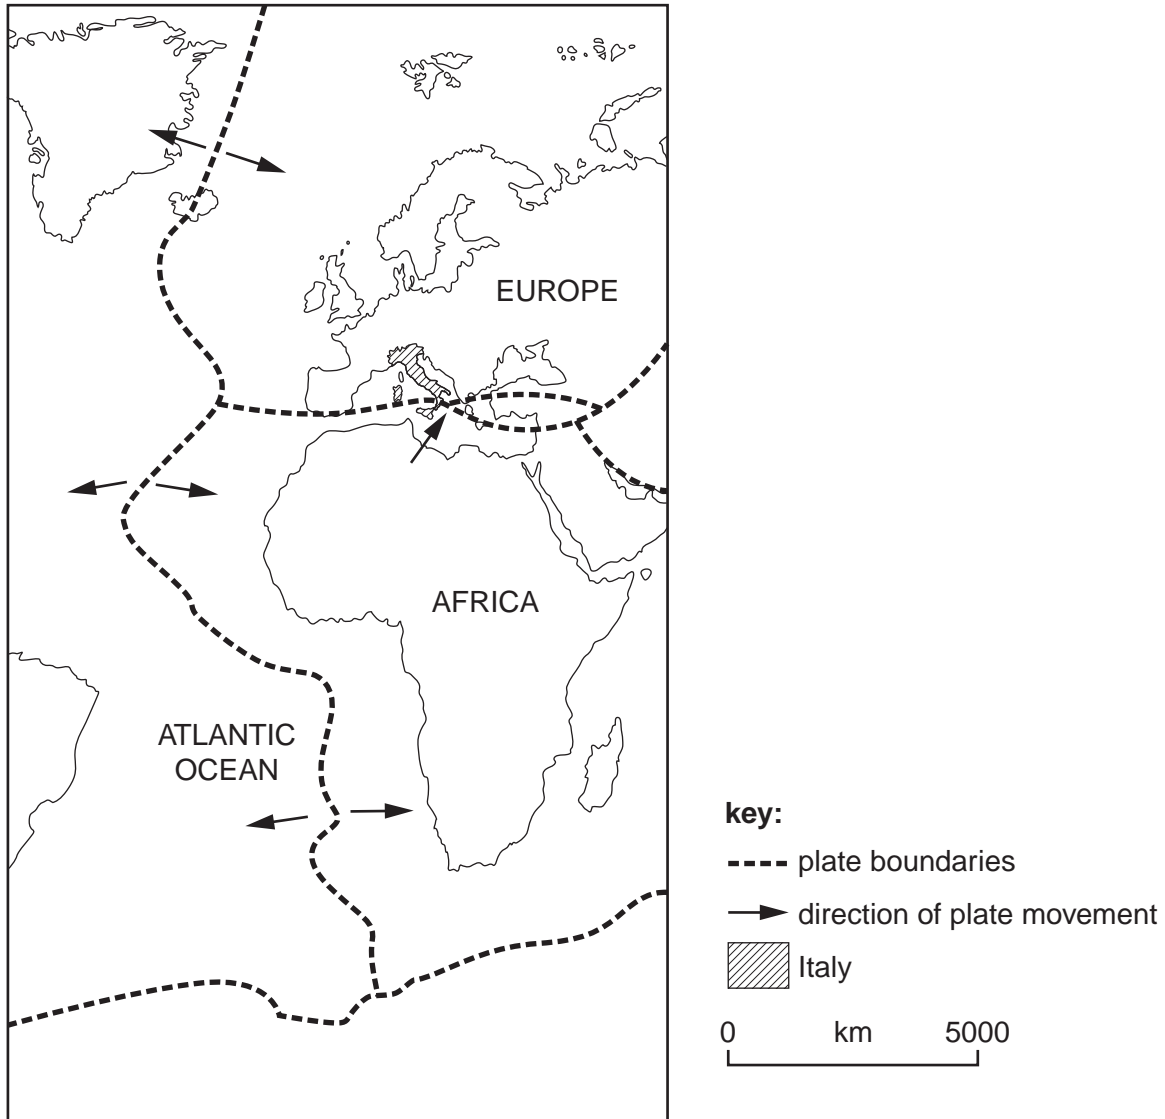 EUROPE
AFRICA
ATLANTIC
OCEAN
key:
plate boundaries
direction of plate movement
Italy
0 km 5000